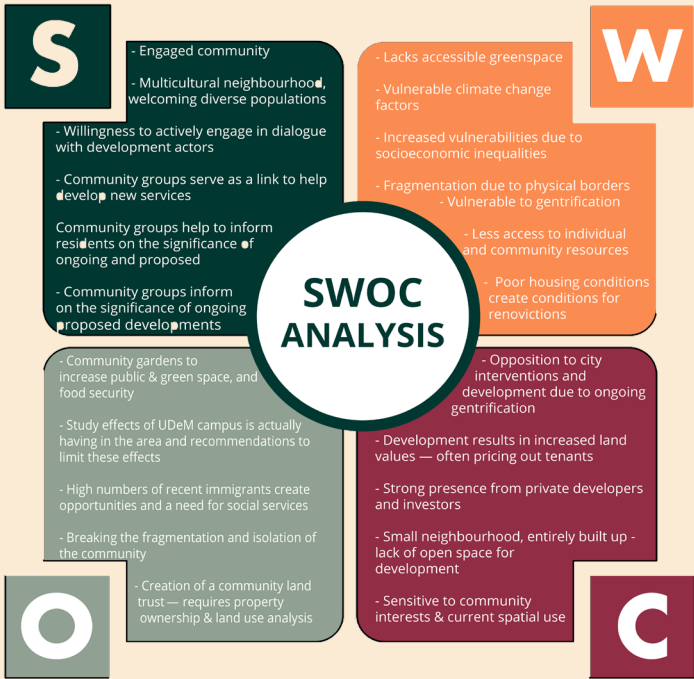 S
- Engaged community
- Multicultural neighbourhood,
welcoming diverse populations
- Willingness to actively engage in dialogue
with development actors
- Community groups serve as a link to help
develop new services
Community groups help to inform
residents on the significance of
ongoing and proposed
- Community groups inform
on the significance of ongoing
proposed developments
W
- Lacks accessible greenspace
- Vulnerable climate change
factors
- Increased vulnerabilities due to
socioeconomic inequalities
- Fragmentation due to physical borders
- Vulnerable to gentrification
- Less access to individual
and community resources
- Poor housing conditions
create conditions for
renovictions
SWOC
ANALYSIS
- Community gardens to
increase public & green space, and
food security
- Study effects of UDeM campus is actually
having in the area and recommendations to
limit these effects
- High numbers of recent immigrants create
opportunities and a need for social services
- Breaking the fragmentation and isolation of
the community
- Creation of a community land
trust — requires property
ownership & land use analysis
O
- Opposition to city
interventions and
development due to ongoing
gentrification
- Development results in increased land
values — often pricing out tenants
- Strong presence from private developers
and investors
- Small neighbourhood, entirely built up -
lack of open space for
development
- Sensitive to community
interests & current spatial use
C